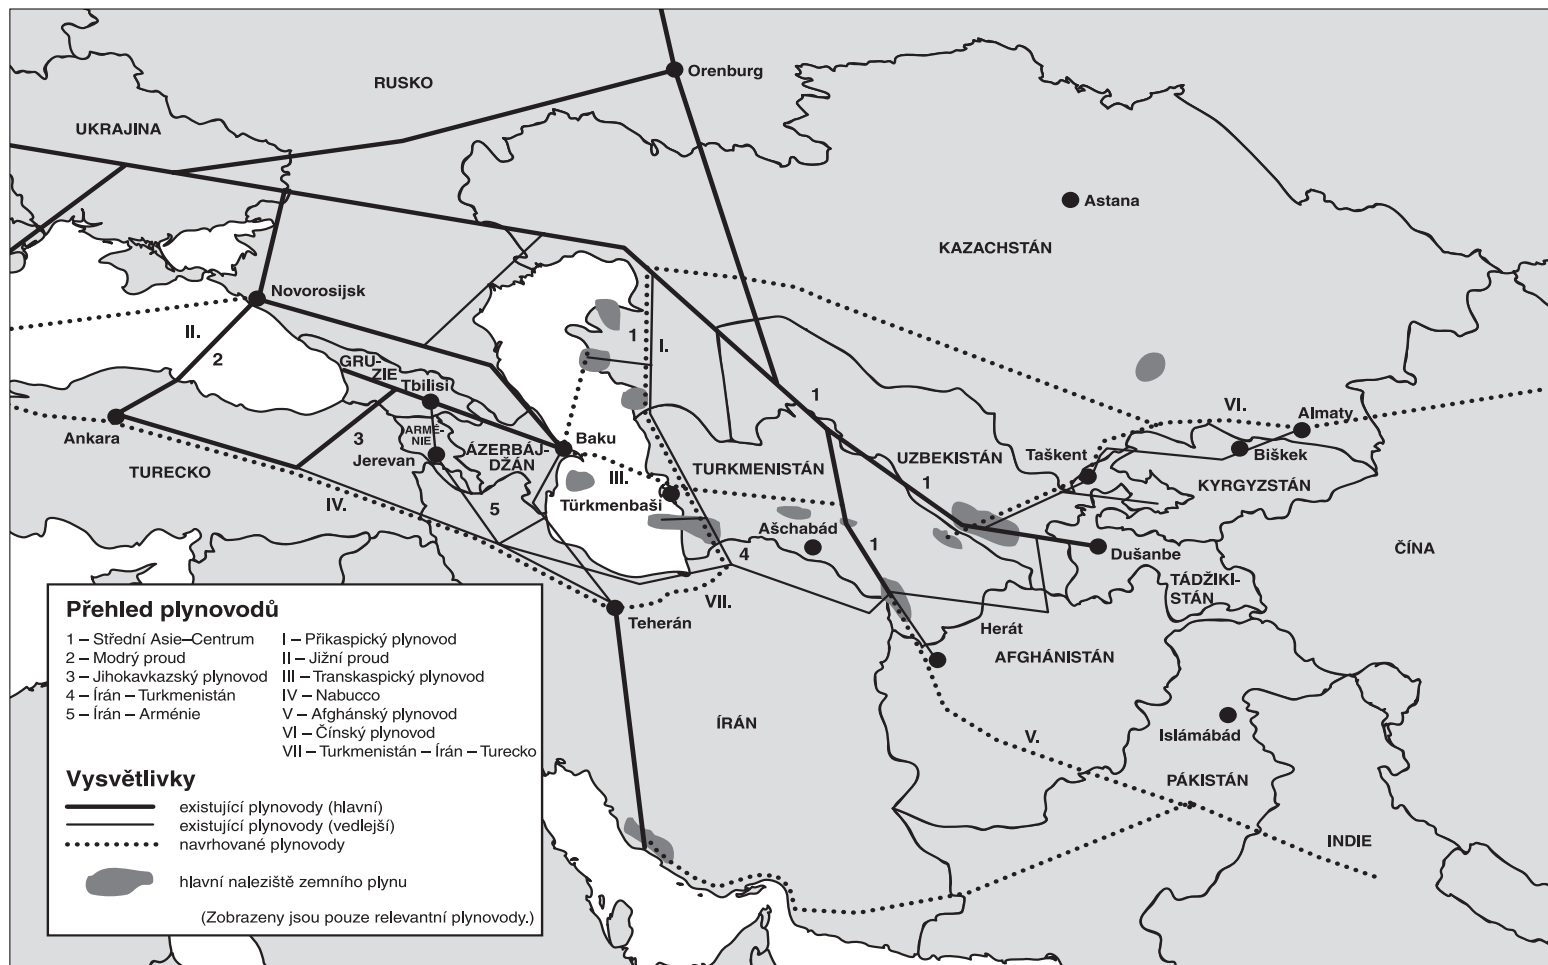 RUSKO
Orenburg
UKRAJINA
Astana
KAZACHSTÁN
Novorosijsk
II.
2
1
I.
GRU-
ZIE
Tbilisi
1
VI.
Almaty
Ankara
3
ARMÉ-
NIE
Jerevan
ÁZERBÁJ-
DŽÁN
Baku
TURECKO
III.
TURKMENISTÁN
UZBEKISTÁN
Taškent
Biškek
KYRGYZSTÁN
IV.
5
Türkmenbaši
1
Ašchabád
4
1
Dušanbe
ČÍNA
TÁDŽIKI-
STÁN
VII.
Teherán
Herát
AFGHÁNISTÁN
ÍRÁN
V.
Islámábád
PÁKISTÁN
INDIE
Přehled plynovodů
1 – Střední Asie–Centrum
2 – Modrý proud
3 – Jihokavkazský plynovod
4 – Írán – Turkmenistán
5 – Írán – Arménie
I – Přikaspický plynovod
II – Jižní proud
III – Transkaspický plynovod
IV – Nabucco
V – Afghánský plynovod
VI – Čínský plynovod
VII – Turkmenistán – Írán – Turecko
Vysvětlivky
existující plynovody (hlavní)
existující plynovody (vedlejší)
navrhované plynovody
hlavní naleziště zemního plynu
(Zobrazeny jsou pouze relevantní plynovody.)